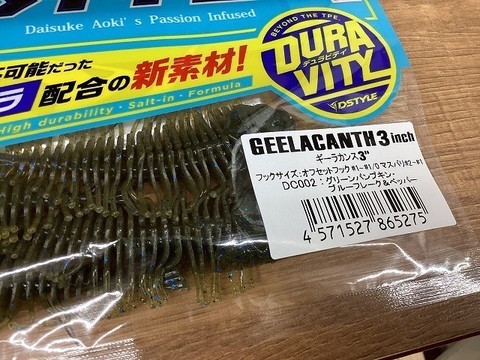 Daisuke Aoki's Passion Infused
BEYOND THE TPE.
DURA
デュラビティ
VITY
DSTYLE
可能だった
ラ配合の新素材!
High durability・Salt-in・Formula
GEELACANTH 3 inch
ギーラカンス3"
フックサイズ:オフセットフック#1~#1/0 マスバリ#2~#1
DC002:グリーンパンプキン・
ブルーフレーク&ペッパー
4 571527 865275